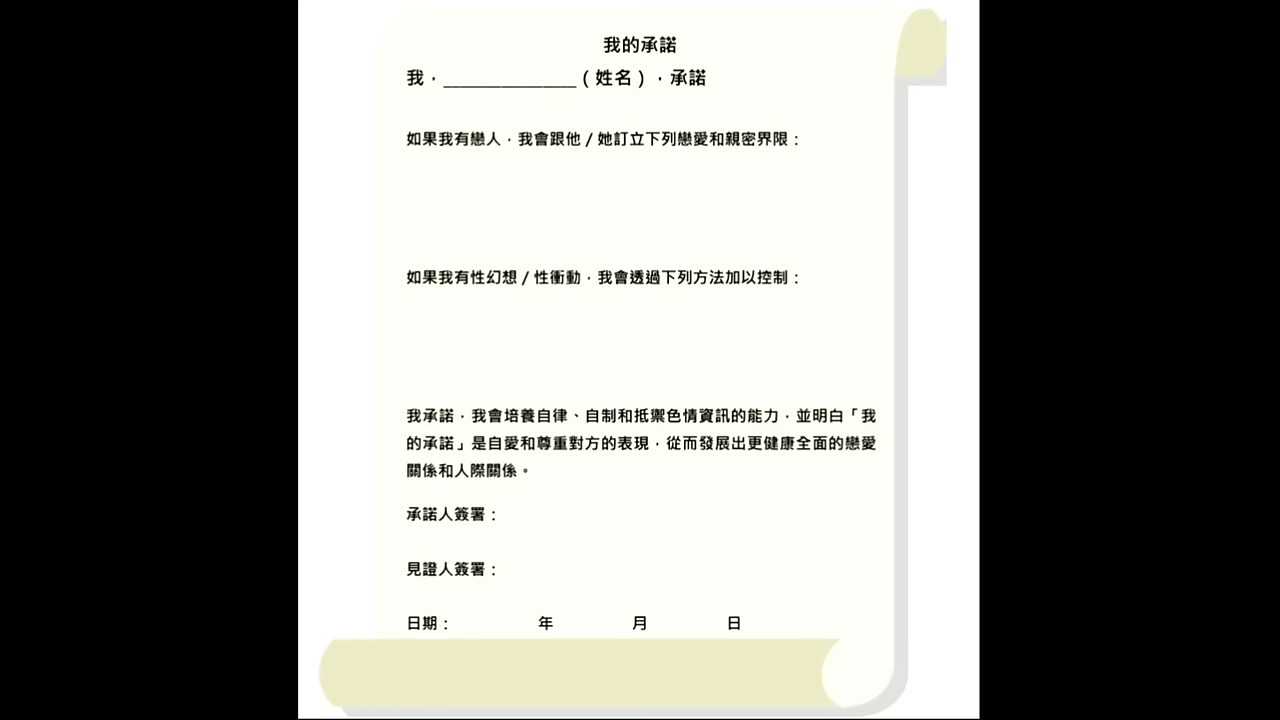 我的承諾
我，_______________（姓名），承諾
如果我有戀人，我會跟他／她訂立下列戀愛和親密界限：
如果我有性幻想／性衝動，我會透過下列方法加以控制：
我承諾，我會培養自律、自制和抵禦色情資訊的能力，並明白「我
的承諾」是自愛和尊重對方的表現，從而發展出更健康全面的戀愛
關係和人際關係。
承諾人簽署：
見證人簽署：
日期： 年 月 日